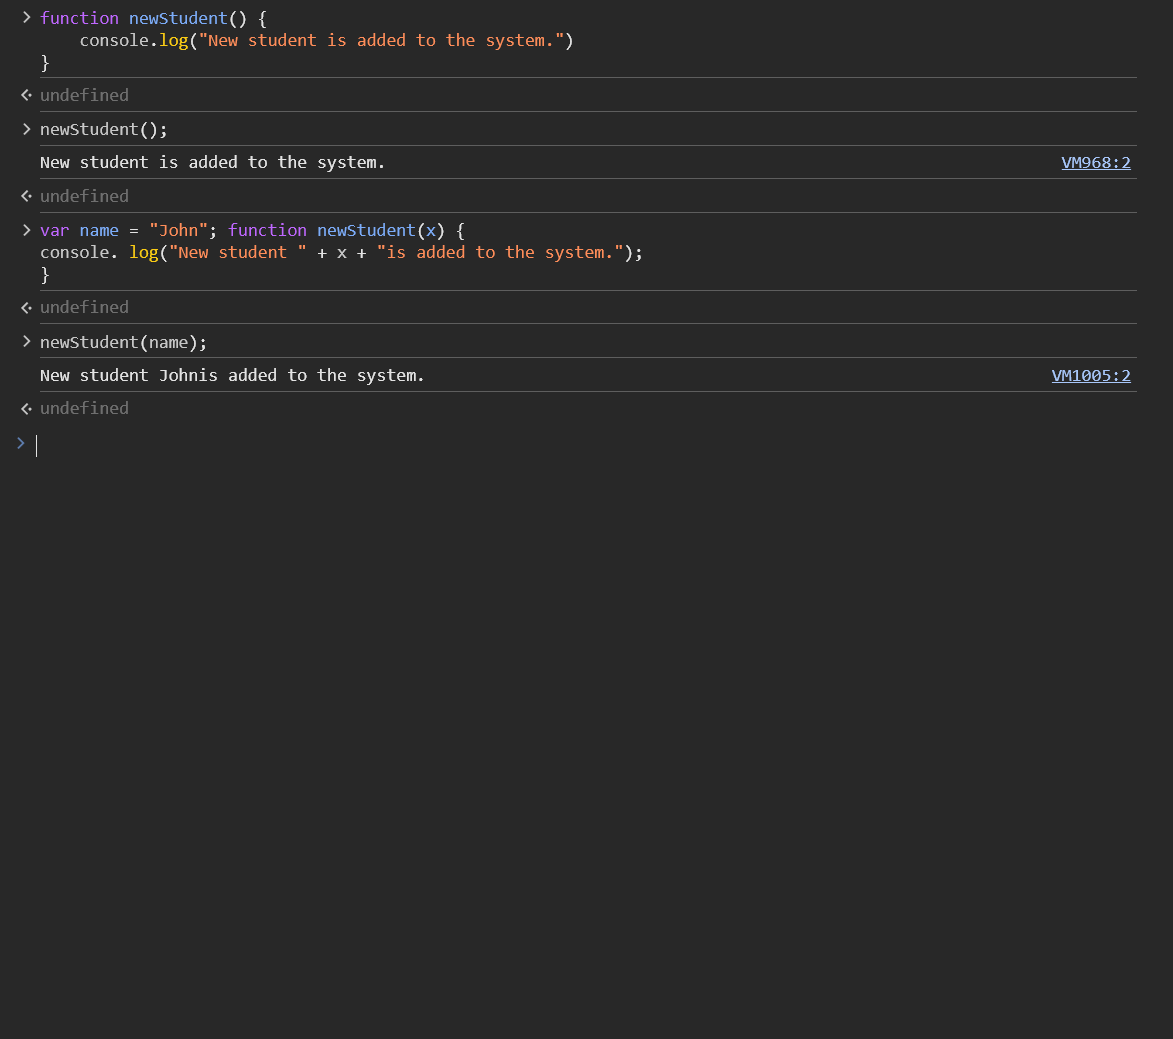 > function newStudent() {
    console.log("New student is added to the system.")
}
undefined
> newStudent();
New student is added to the system. VM968:2
undefined
> var name = "John"; function newStudent(x) {
console. log("New student " + x + "is added to the system.");
}
undefined
> newStudent(name);
New student Johnis added to the system. VM1005:2
undefined
>